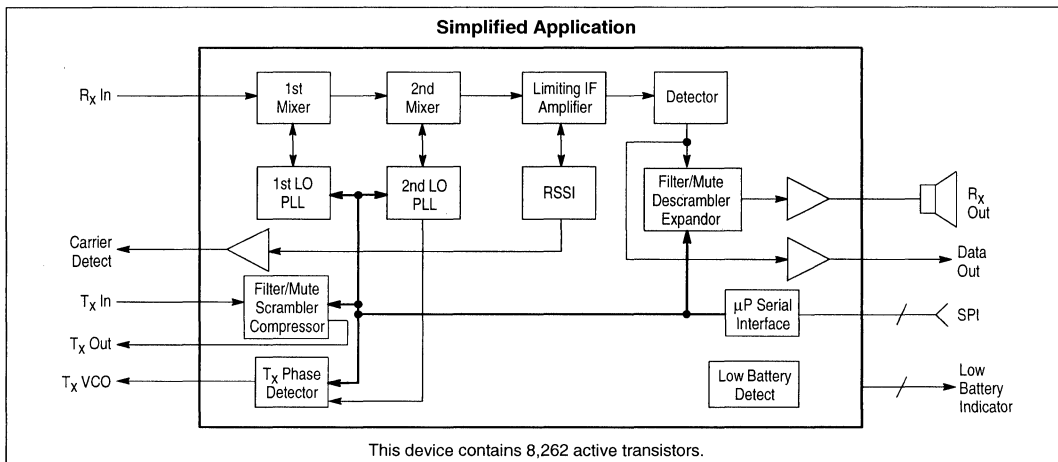 Simplified Application
Rx In
1st
Mixer
2nd
Mixer
Limiting IF
Amplifier
Detector
1st LO
PLL
2nd LO
PLL
RSSI
Filter/Mute
Descrambler
Expandor
Rx
Out
Carrier
Detect
Data
Out
Tx In
Filter/Mute
Scrambler
Compressor
µP Serial
Interface
SPI
Tx Out
Tx VCO
Tx Phase
Detector
Low Battery
Detect
Low
Battery
Indicator
This device contains 8,262 active transistors.